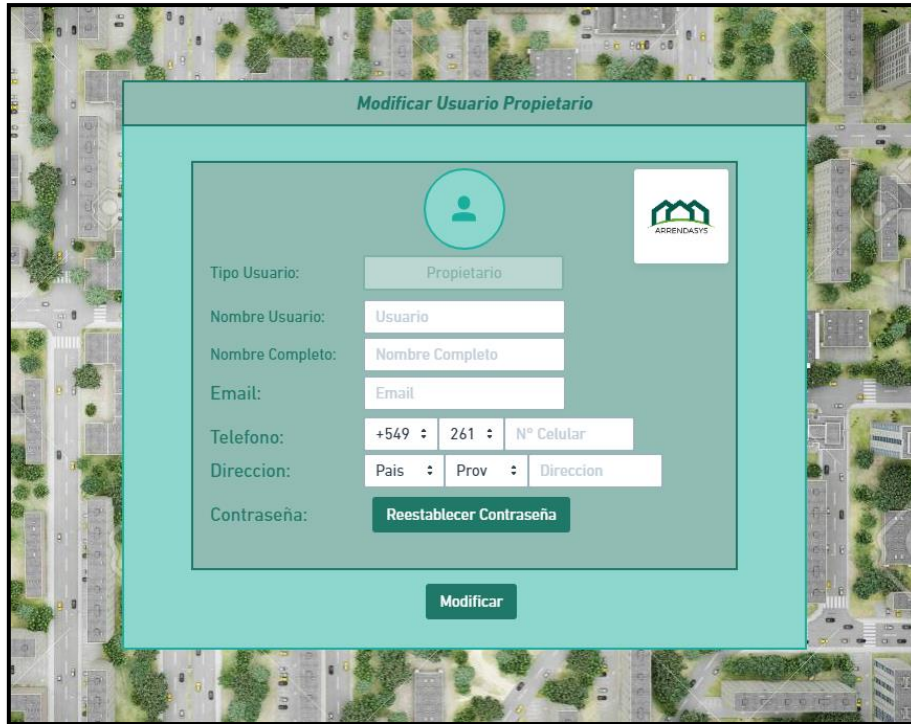 Modificar Usuario Propietario
ARRENDASYS
Tipo Usuario: Propietario
Nombre Usuario: Usuario
Nombre Completo: Nombre Completo
Email: Email
Telefono: +549 261 N° Celular
Direccion: Pais Prov Direccion
Contraseña: Reestablecer Contraseña
Modificar